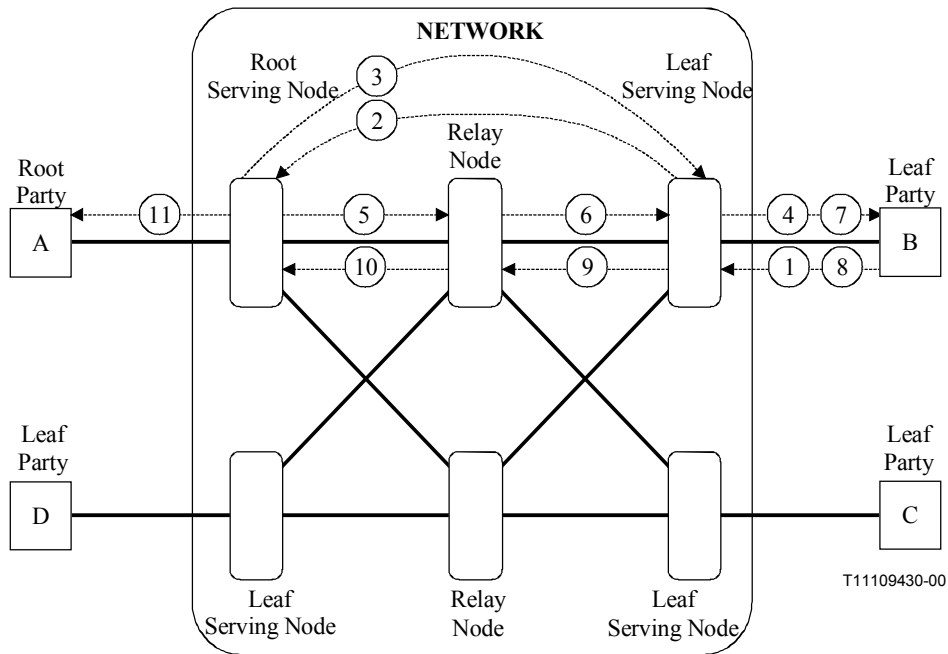 NETWORK
Root
Serving Node
3
Leaf
Serving Node
2
Relay
Node
Root
Party
Leaf
Party
11
5
6
4
7
A
B
10
9
1
8
Leaf
Party
Leaf
Party
D
C
T11109430-00
Leaf
Serving Node
Relay
Node
Leaf
Serving Node